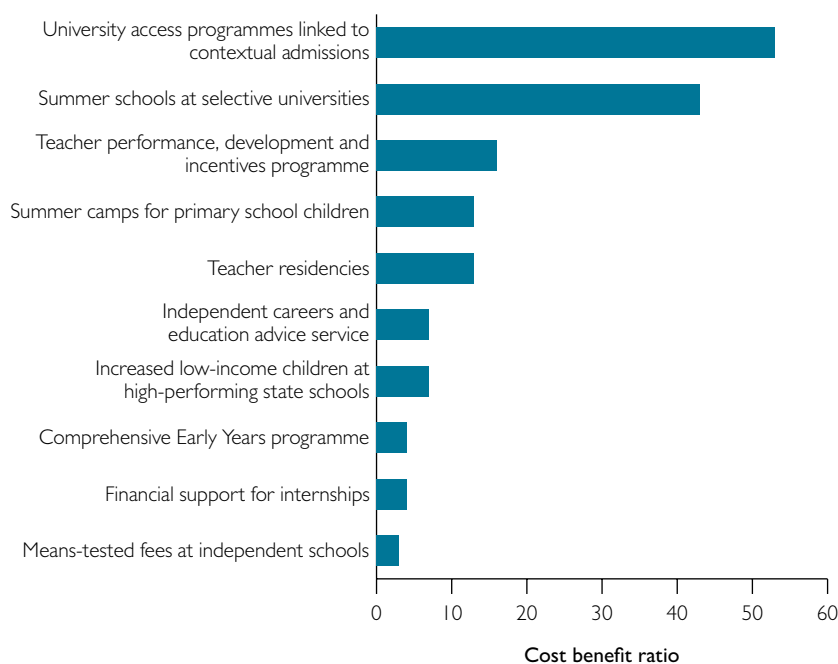 University access programmes linked to
contextual admissions
Summer schools at selective universities
Teacher performance, development and
incentives programme
Summer camps for primary school children
Teacher residencies
Independent careers and
education advice service
Increased low-income children at
high-performing state schools
Comprehensive Early Years programme
Financial support for internships
Means-tested fees at independent schools
0 10 20 30 40 50 60
Cost benefit ratio